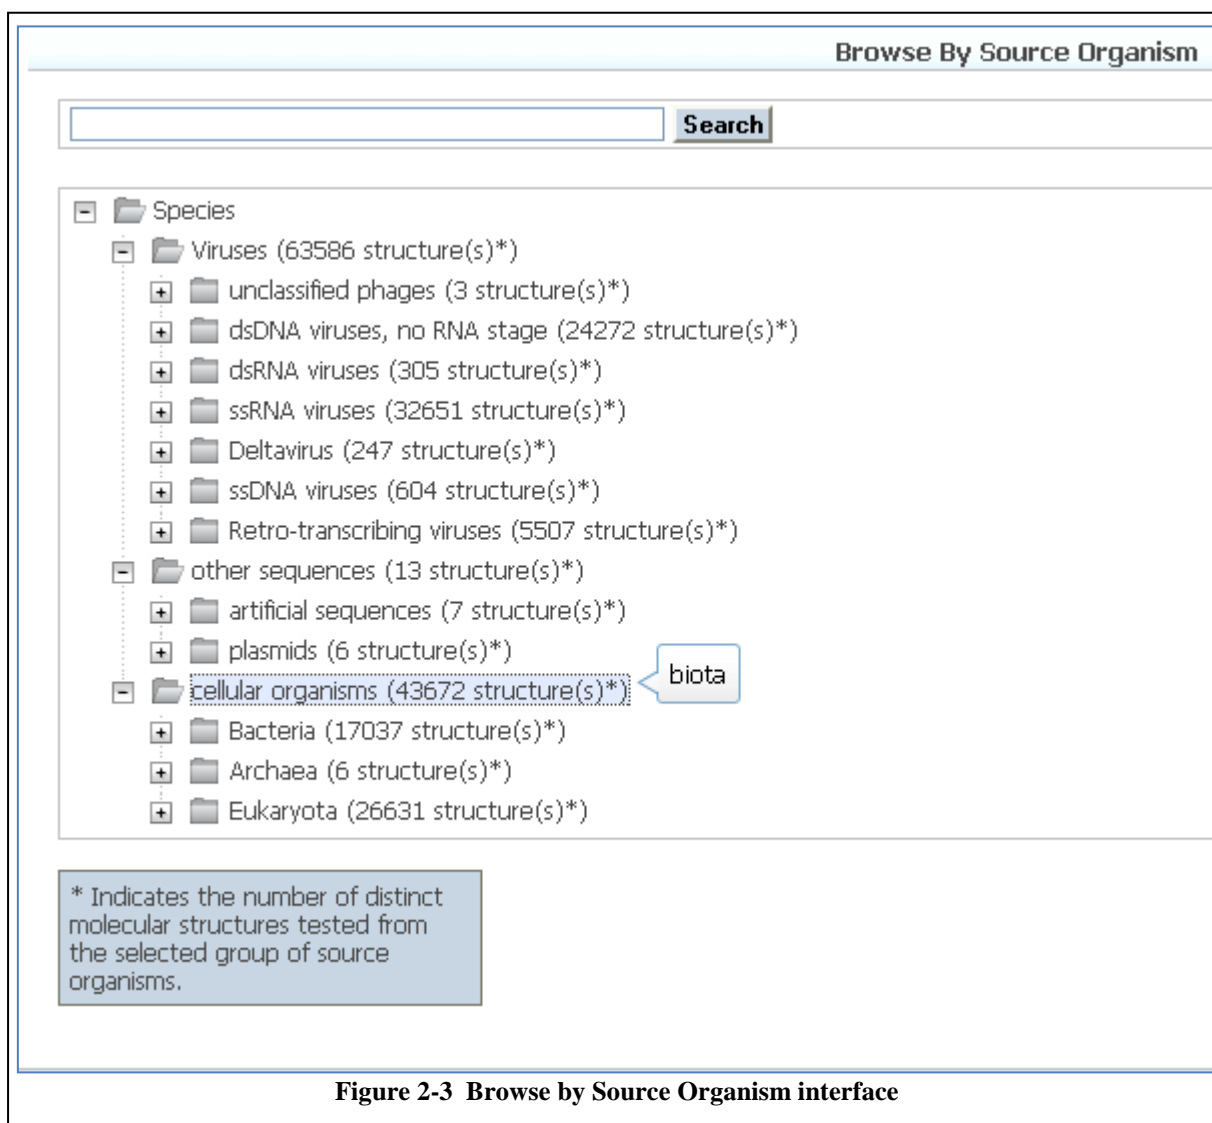 Browse By Source Organism
Search
Species
Viruses (63586 structure(s)*)
unclassified phages (3 structure(s)*)
dsDNA viruses, no RNA stage (24272 structure(s)*)
dsRNA viruses (305 structure(s)*)
ssRNA viruses (32651 structure(s)*)
Deltavirus (247 structure(s)*)
ssDNA viruses (604 structure(s)*)
Retro-transcribing viruses (5507 structure(s)*)
other sequences (13 structure(s)*)
artificial sequences (7 structure(s)*)
plasmids (6 structure(s)*)
cellular organisms (43672 structure(s)*)
biota
Bacteria (17037 structure(s)*)
Archaea (6 structure(s)*)
Eukaryota (26631 structure(s)*)
* Indicates the number of distinct
molecular structures tested from
the selected group of source
organisms.
Figure 2-3 Browse by Source Organism interface